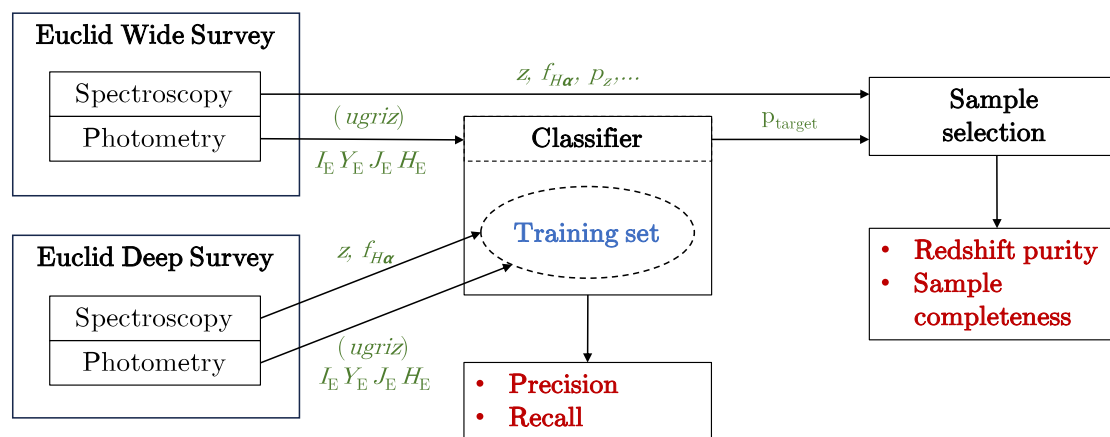 Euclid Wide Survey
Spectroscopy
Photometry
z, f_Hα, p_z,...
(ugriz)
I_E Y_E J_E H_E
Classifier
Training set
p_target
Sample
selection
• Redshift purity
• Sample
completeness
Euclid Deep Survey
Spectroscopy
Photometry
z, f_Hα
(ugriz)
I_E Y_E J_E H_E
• Precision
• Recall